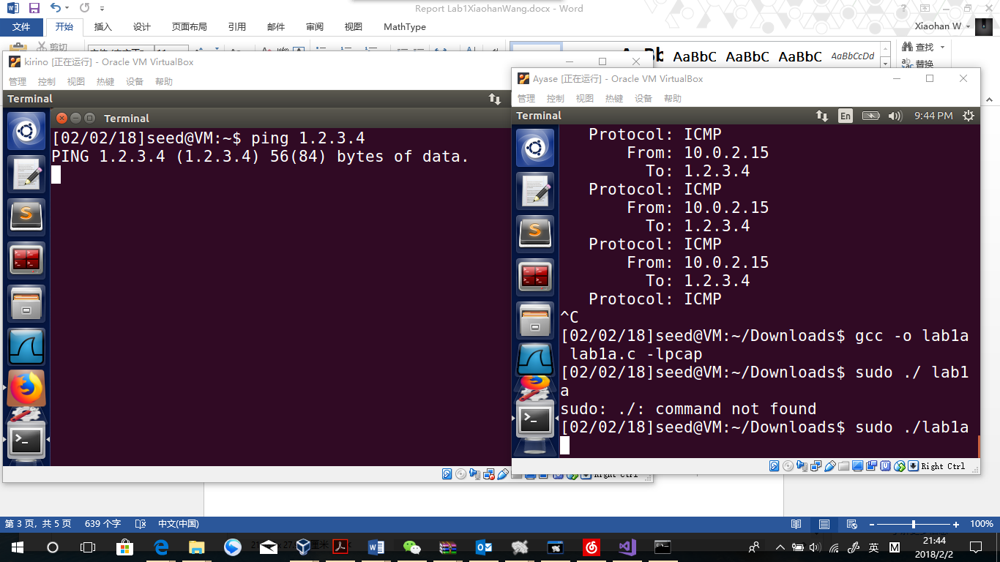 Report Lab1XiaohanWang.docx - Word
文件 开始 插入 设计 页面布局 引用 邮件 审阅 视图 MathType Xiaohan W
剪切
AaBbC AaBbC AaBbC AaBbCcDd
查找
替换
kirino [正在运行] - Oracle VM VirtualBox
管理 控制 视图 热键 设备 帮助
Terminal
Terminal
[02/02/18]seed@VM:~$ ping 1.2.3.4
PING 1.2.3.4 (1.2.3.4) 56(84) bytes of data.
Right Ctrl
Ayase [正在运行] - Oracle VM VirtualBox
管理 控制 视图 热键 设备 帮助
Terminal En 9:44 PM
Protocol: ICMP
From: 10.0.2.15
To: 1.2.3.4
Protocol: ICMP
From: 10.0.2.15
To: 1.2.3.4
Protocol: ICMP
From: 10.0.2.15
To: 1.2.3.4
Protocol: ICMP
^C
[02/02/18]seed@VM:~/Downloads$ gcc -o lab1a
lab1a.c -lpcap
[02/02/18]seed@VM:~/Downloads$ sudo ./ lab1
a
sudo: ./: command not found
[02/02/18]seed@VM:~/Downloads$ sudo ./lab1a
Right Ctrl
第 3 页，共 5 页 639 个字 中文(中国) 100%
英 M 21:44
2018/2/2